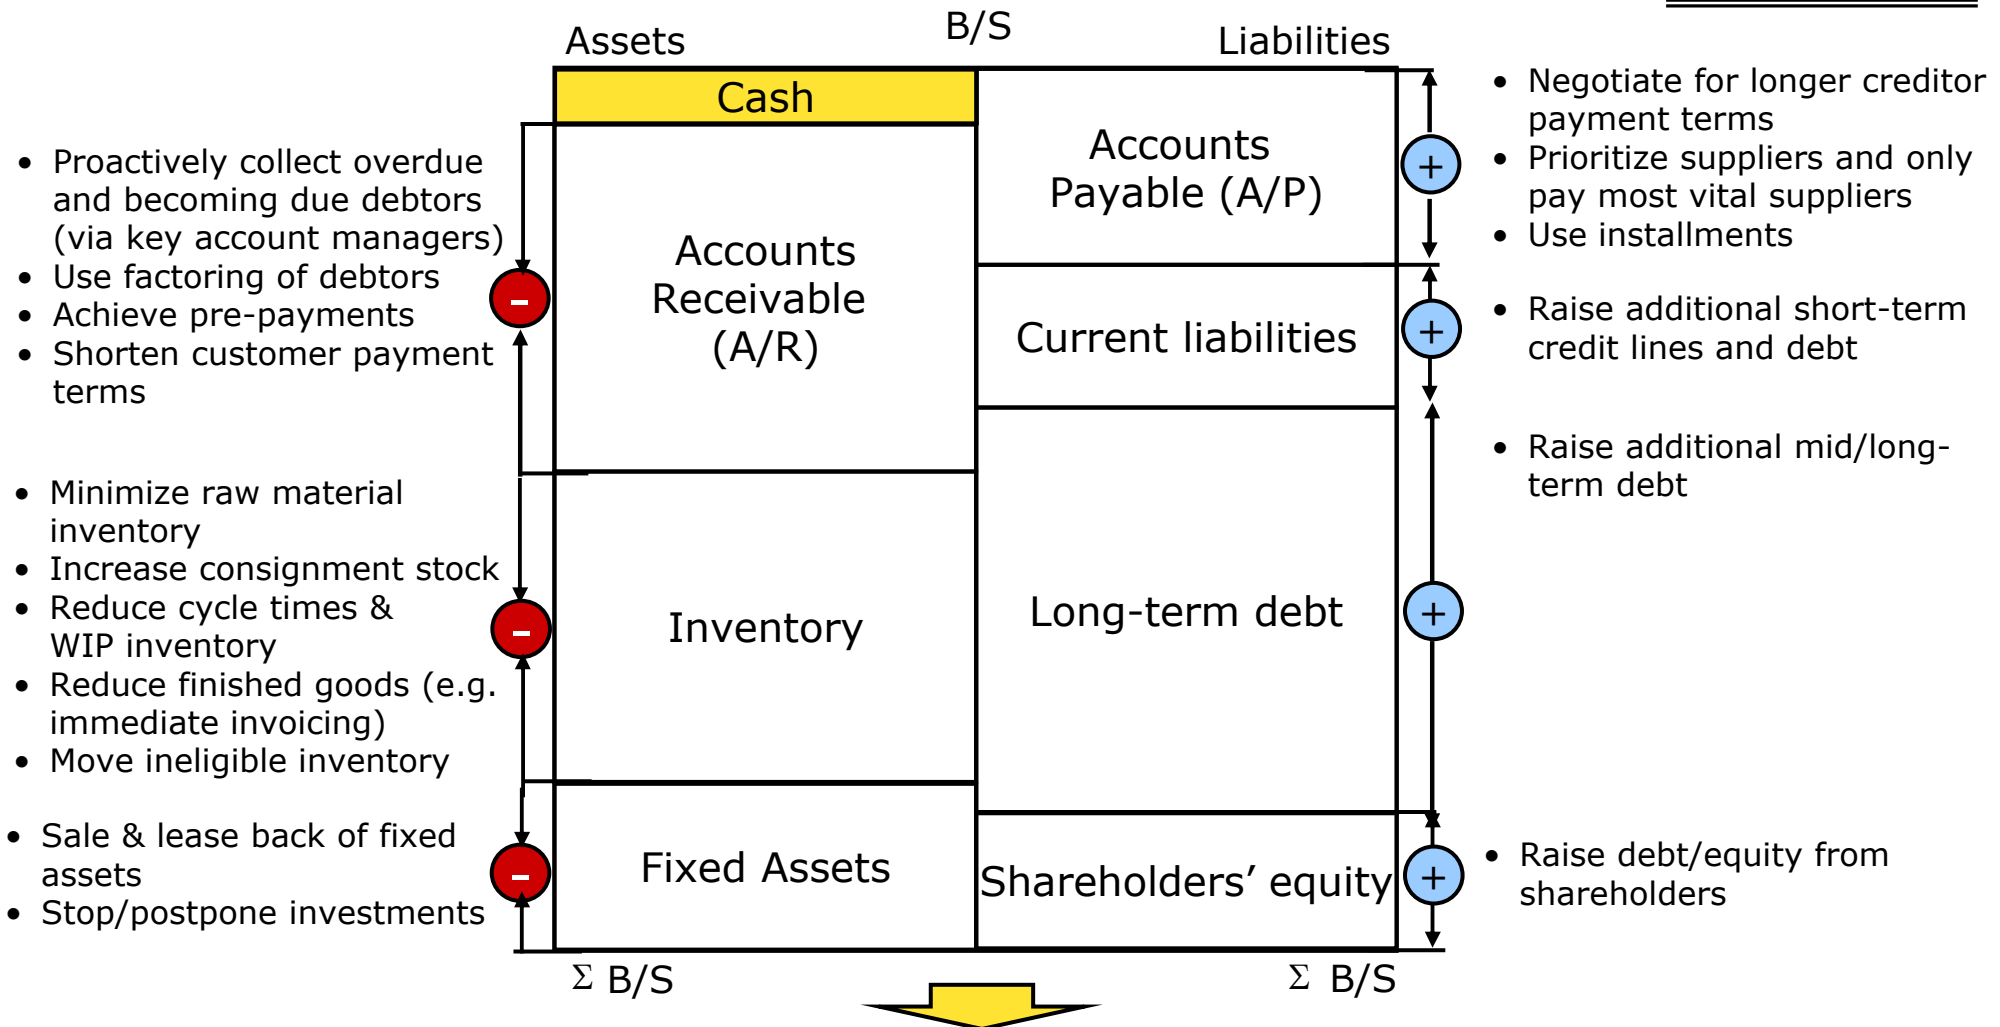 B/S
Assets
Liabilities
Cash
• Proactively collect overdue
and becoming due debtors
(via key account managers)
• Use factoring of debtors
• Achieve pre-payments
• Shorten customer payment
terms
-
Accounts
Receivable
(A/R)
• Minimize raw material
inventory
• Increase consignment stock
• Reduce cycle times &
WIP inventory
• Reduce finished goods (e.g.
immediate invoicing)
• Move ineligible inventory
-
Inventory
• Sale & lease back of fixed
assets
• Stop/postpone investments
-
Fixed Assets
Σ B/S
Accounts
Payable (A/P)
+
• Negotiate for longer creditor
payment terms
• Prioritize suppliers and only
pay most vital suppliers
• Use installments
Current liabilities
+
• Raise additional short-term
credit lines and debt
Long-term debt
+
• Raise additional mid/long-
term debt
Shareholders’ equity
+
• Raise debt/equity from
shareholders
Σ B/S